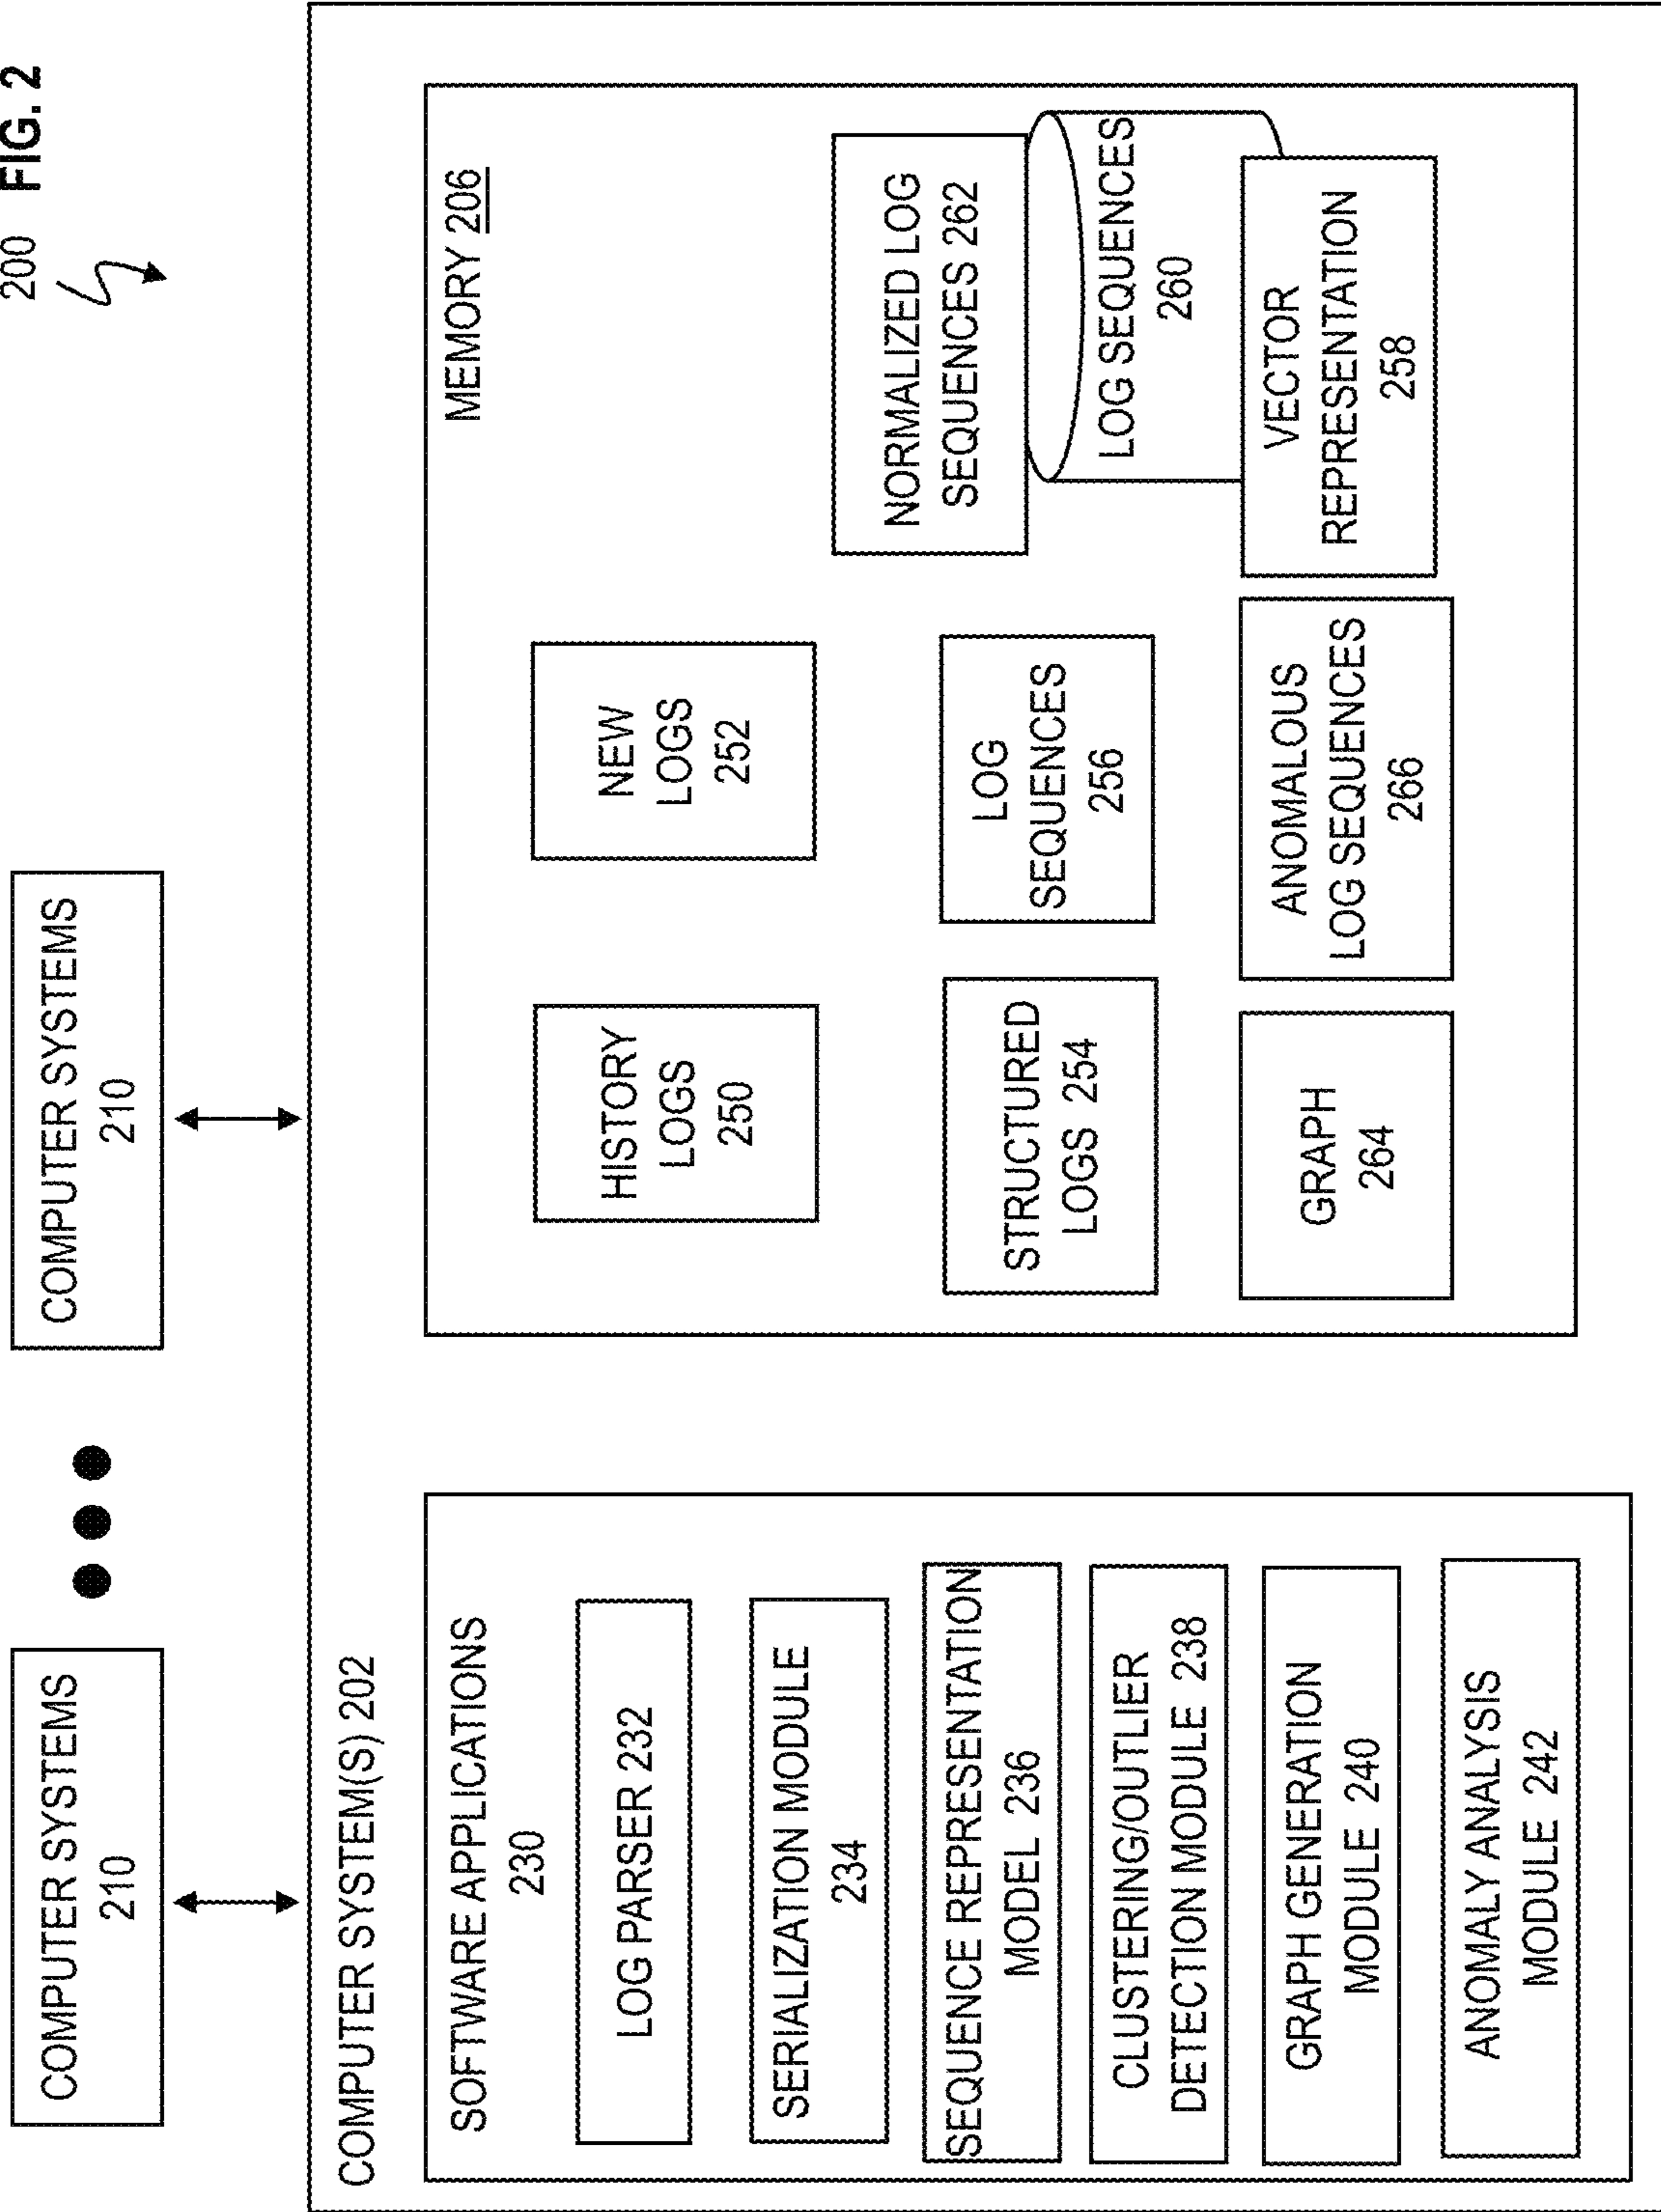 200 FIG. 2
COMPUTER SYSTEMS
210
COMPUTER SYSTEMS
210
COMPUTER SYSTEM(S) 202
SOFTWARE APPLICATIONS
230
LOG PARSER 232
SERIALIZATION MODULE
234
SEQUENCE REPRESENTATION
MODEL 236
CLUSTERING/OUTLIER
DETECTION MODULE 238
GRAPH GENERATION
MODULE 240
ANOMALY ANALYSIS
MODULE 242
MEMORY 206
HISTORY
LOGS
250
NEW
LOGS
252
NORMALIZED LOG
SEQUENCES 262
STRUCTURED
LOGS 254
LOG
SEQUENCES
256
LOG SEQUENCES
260
GRAPH
264
ANOMALOUS
LOG SEQUENCES
266
VECTOR
REPRESENTATION
258